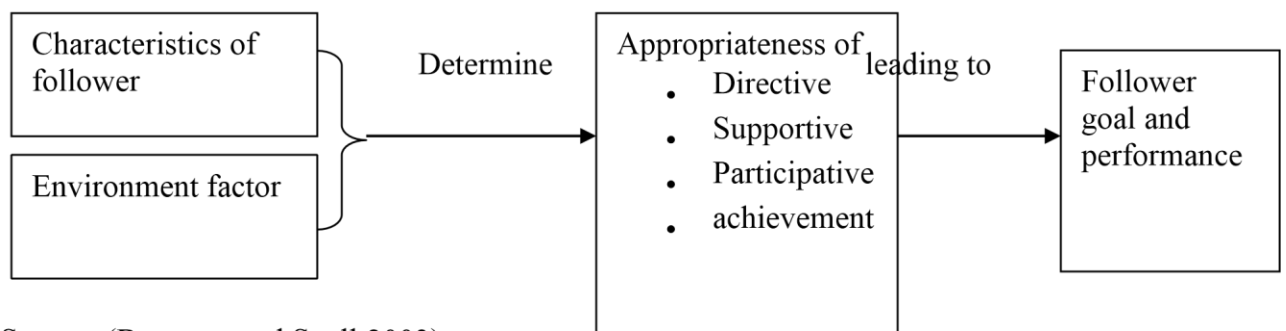 Characteristics of
follower
Environment factor
Determine
Appropriateness of
• Directive
• Supportive
• Participative
• achievement
leading to
Follower
goal and
performance